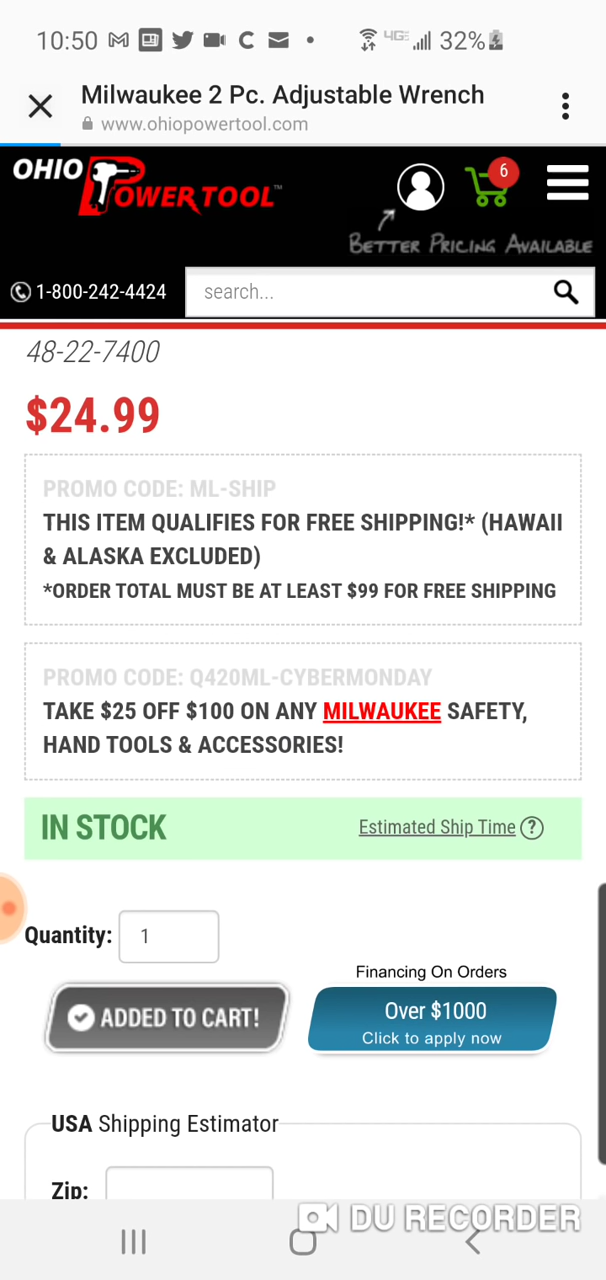 10:50
4GE
32%
Milwaukee 2 Pc. Adjustable Wrench
www.ohiopowertool.com
OHIO POWER TOOL™
6
BETTER PRICING AVAILABLE
1-800-242-4424
search...
48-22-7400
$24.99
PROMO CODE: ML-SHIP
THIS ITEM QUALIFIES FOR FREE SHIPPING!* (HAWAII
& ALASKA EXCLUDED)
*ORDER TOTAL MUST BE AT LEAST $99 FOR FREE SHIPPING
PROMO CODE: Q420ML-CYBERMONDAY
TAKE $25 OFF $100 ON ANY MILWAUKEE SAFETY,
HAND TOOLS & ACCESSORIES!
IN STOCK
Estimated Ship Time ?
Quantity: 1
Financing On Orders
ADDED TO CART!
Over $1000
Click to apply now
USA Shipping Estimator
Zip:
DU RECORDER